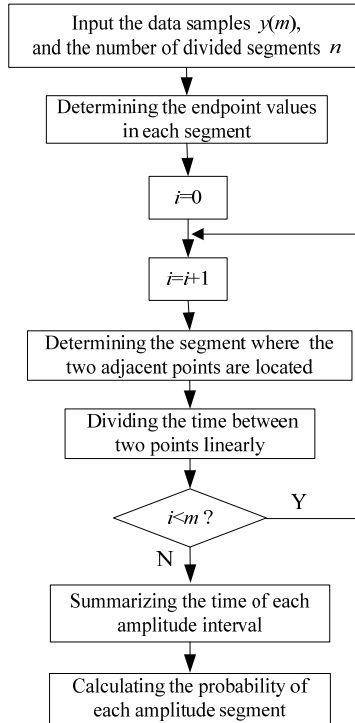 Input the data samples y(m),
and the number of divided segments n
Determining the endpoint values
in each segment
i=0
i=i+1
Determining the segment where the
two adjacent points are located
Dividing the time between
two points linearly
i<m ?
Y
N
Summarizing the time of each
amplitude interval
Calculating the probability of
each amplitude segment